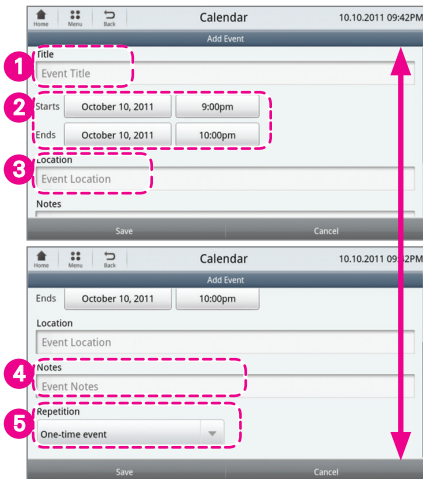 Home Menu Back Calendar 10.10.2011 09:42PM
Add Event
Title
1 Event Title
2 Starts October 10, 2011 9:00pm
Ends October 10, 2011 10:00pm
Location
3 Event Location
Notes
Save Cancel
Home Menu Back Calendar 10.10.2011 09:42PM
Add Event
Ends October 10, 2011 10:00pm
Location
Event Location
4 Notes
Event Notes
5 Repetition
One-time event
Save Cancel